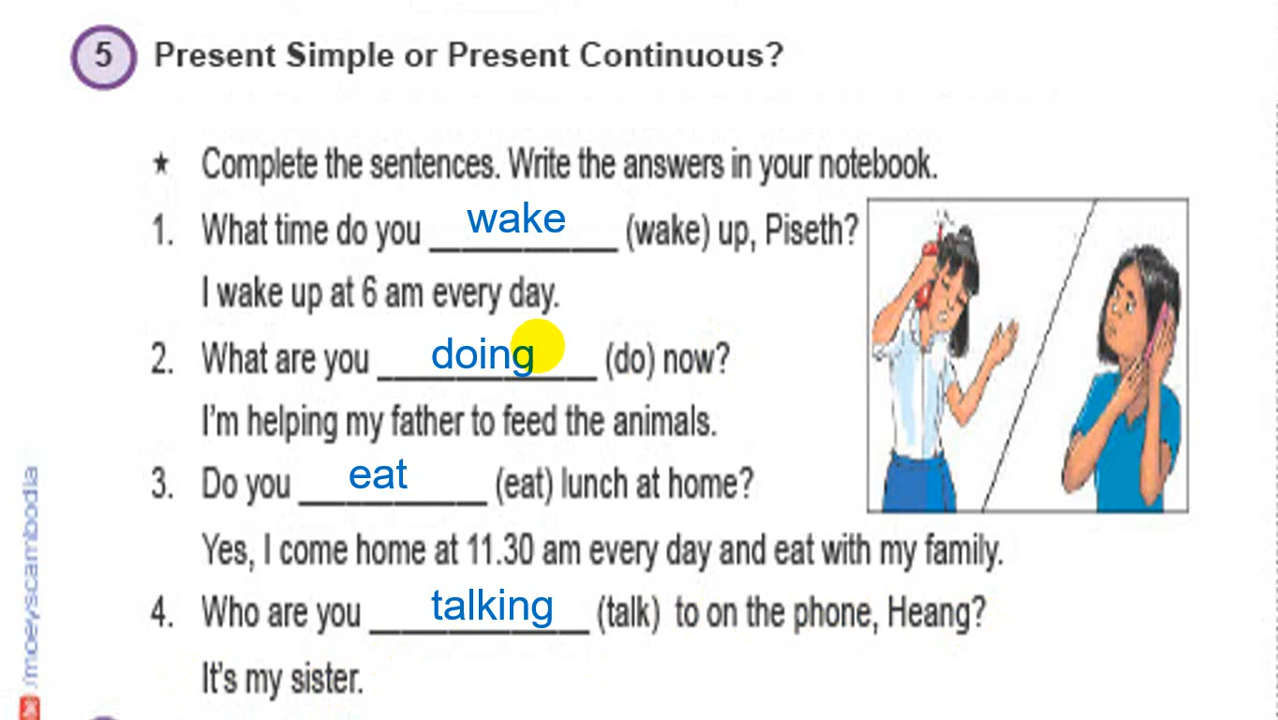 5 Present Simple or Present Continuous?
★ Complete the sentences. Write the answers in your notebook.
1. What time do you ___wake___ (wake) up, Piseth?
I wake up at 6 am every day.
2. What are you ___doing___ (do) now?
I'm helping my father to feed the animals.
3. Do you ___eat___ (eat) lunch at home?
Yes, I come home at 11.30 am every day and eat with my family.
4. Who are you ___talking___ (talk) to on the phone, Heang?
It's my sister.
/moeyscambodia